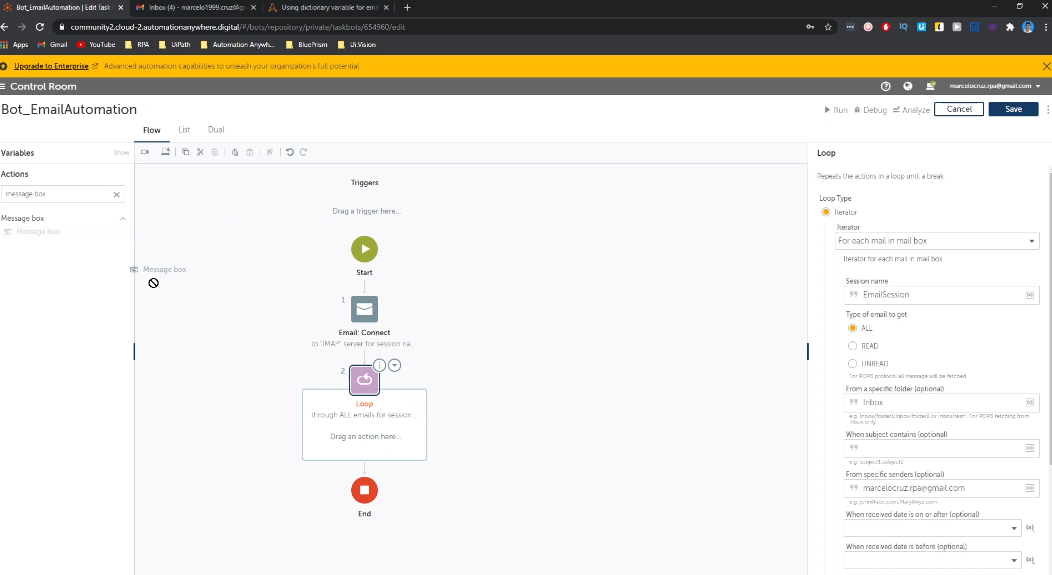 Bot_EmailAutomation | Edit Task
Inbox (4) - marcelo1999.cruz@g
Using dictionary variable for em
community2.cloud-2.automationanywhere.digital/#/bots/repository/private/taskbots/654960/edit
Apps
Gmail
YouTube
RPA
UiPath
Automation Anywh...
BluePrism
Ui.Vision
Upgrade to Enterprise
Advanced automation capabilities to unleash your organization's full potential.
Control Room
marcelocruz.rpa@gmail.com
Bot_EmailAutomation
Run
Debug
Analyze
Cancel
Save
Flow
List
Dual
Variables
Show
Actions
message box
Message box
Message box
Message box
Triggers
Drag a trigger here...
Start
1.
Email: Connect
to "IMAP" server for session na...
2.
Loop
through ALL emails for session...
Drag an action here...
End
Loop
Repeats the actions in a loop until a break
Loop Type
Iterator
Iterator
For each mail in mail box
Iterator for each mail in mail box
Session name
EmailSession
Type of email to get
ALL
READ
UNREAD
For POP3 protocol all message will be fetched
From a specific folder (optional)
Inbox
e.g. Inbox/folder1;Inbox/folder2 or Inbox/test*. For POP3 fetching from
inbox only
When subject contains (optional)
e.g. subject1;subject2
From specific senders (optional)
marcelocruz.rpa@gmail.com
e.g. john@abc.com;Mary@xyz.com
When received date is on or after (optional)
(x)
When received date is before (optional)
(x)